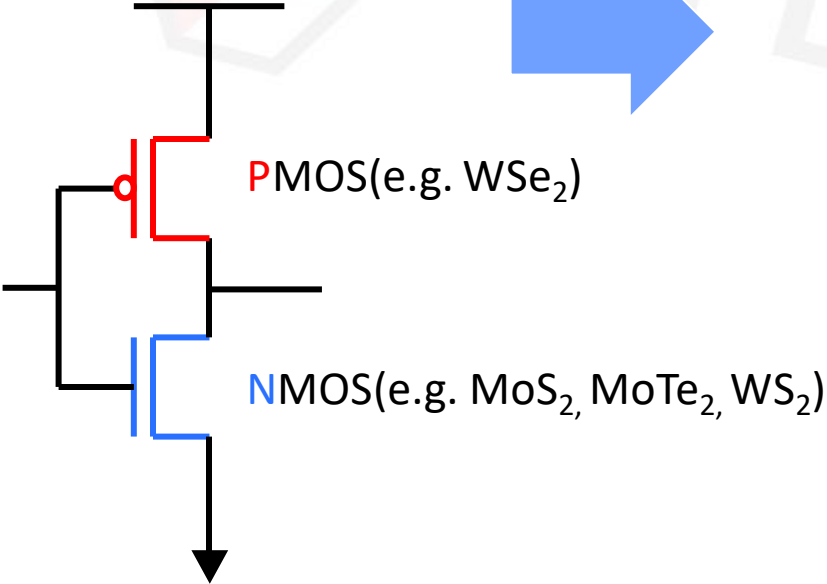 PMOS(e.g. WSe₂)
NMOS(e.g. MoS₂, MoTe₂, WS₂)